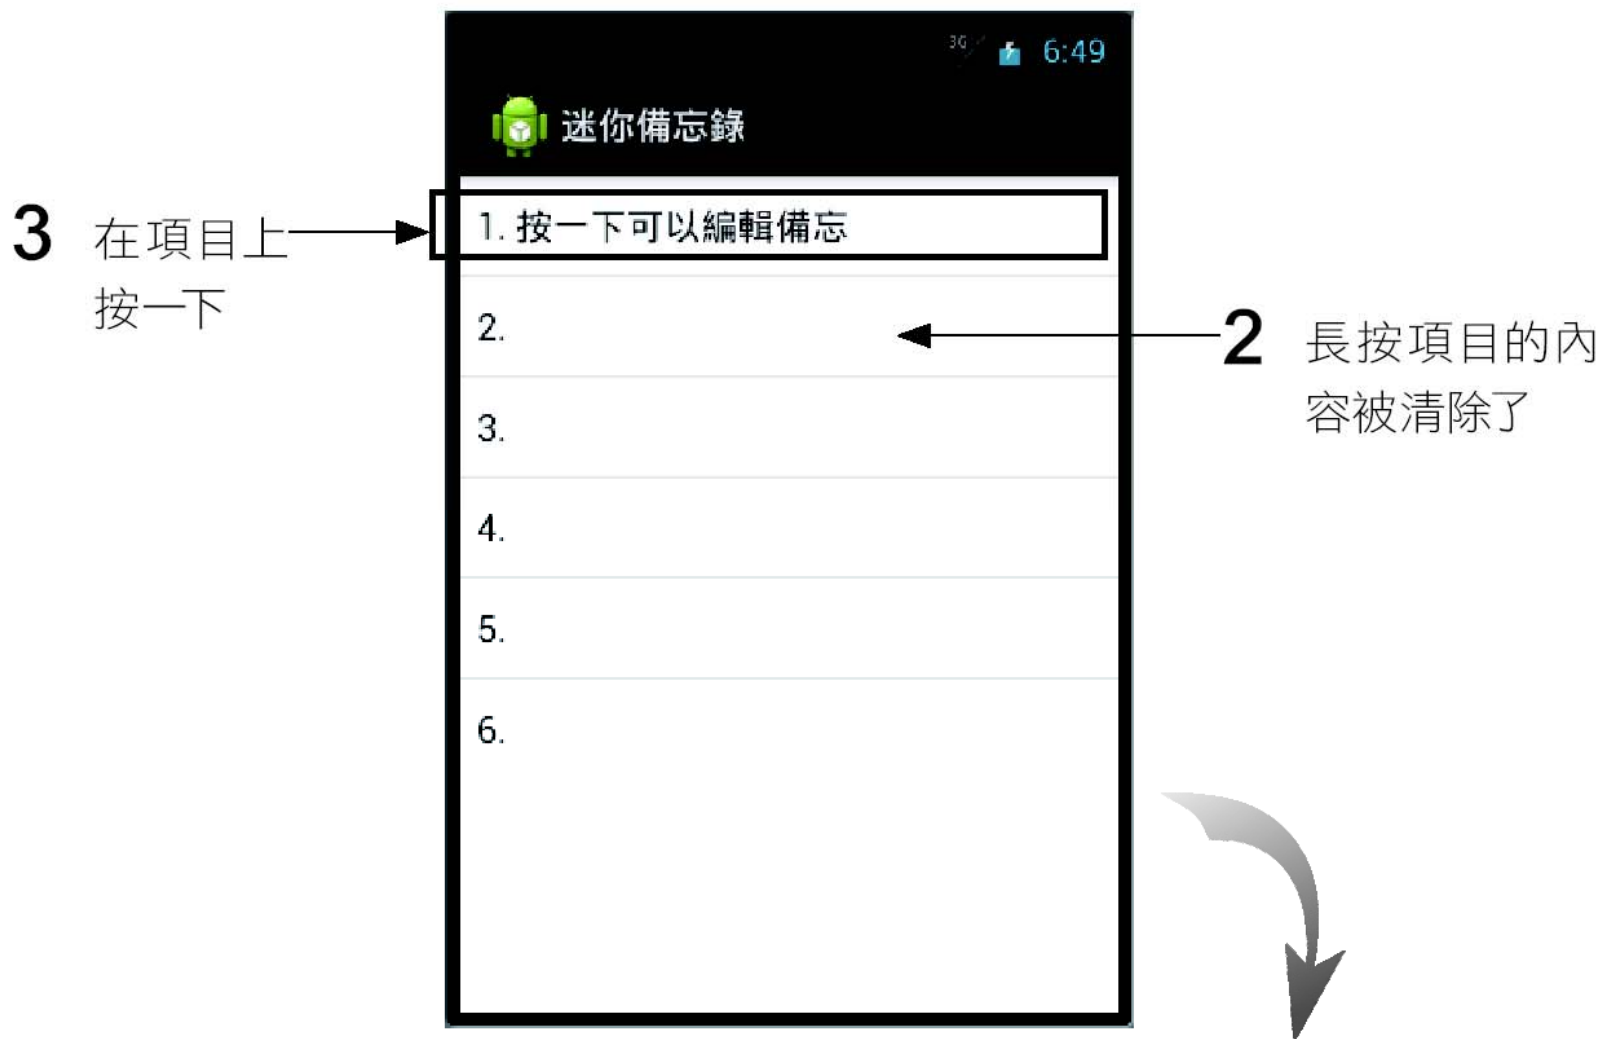 3G 6:49
迷你備忘錄
1. 按一下可以編輯備忘
2.
3.
4.
5.
6.
3 在項目上
按一下
2 長按項目的內
容被清除了